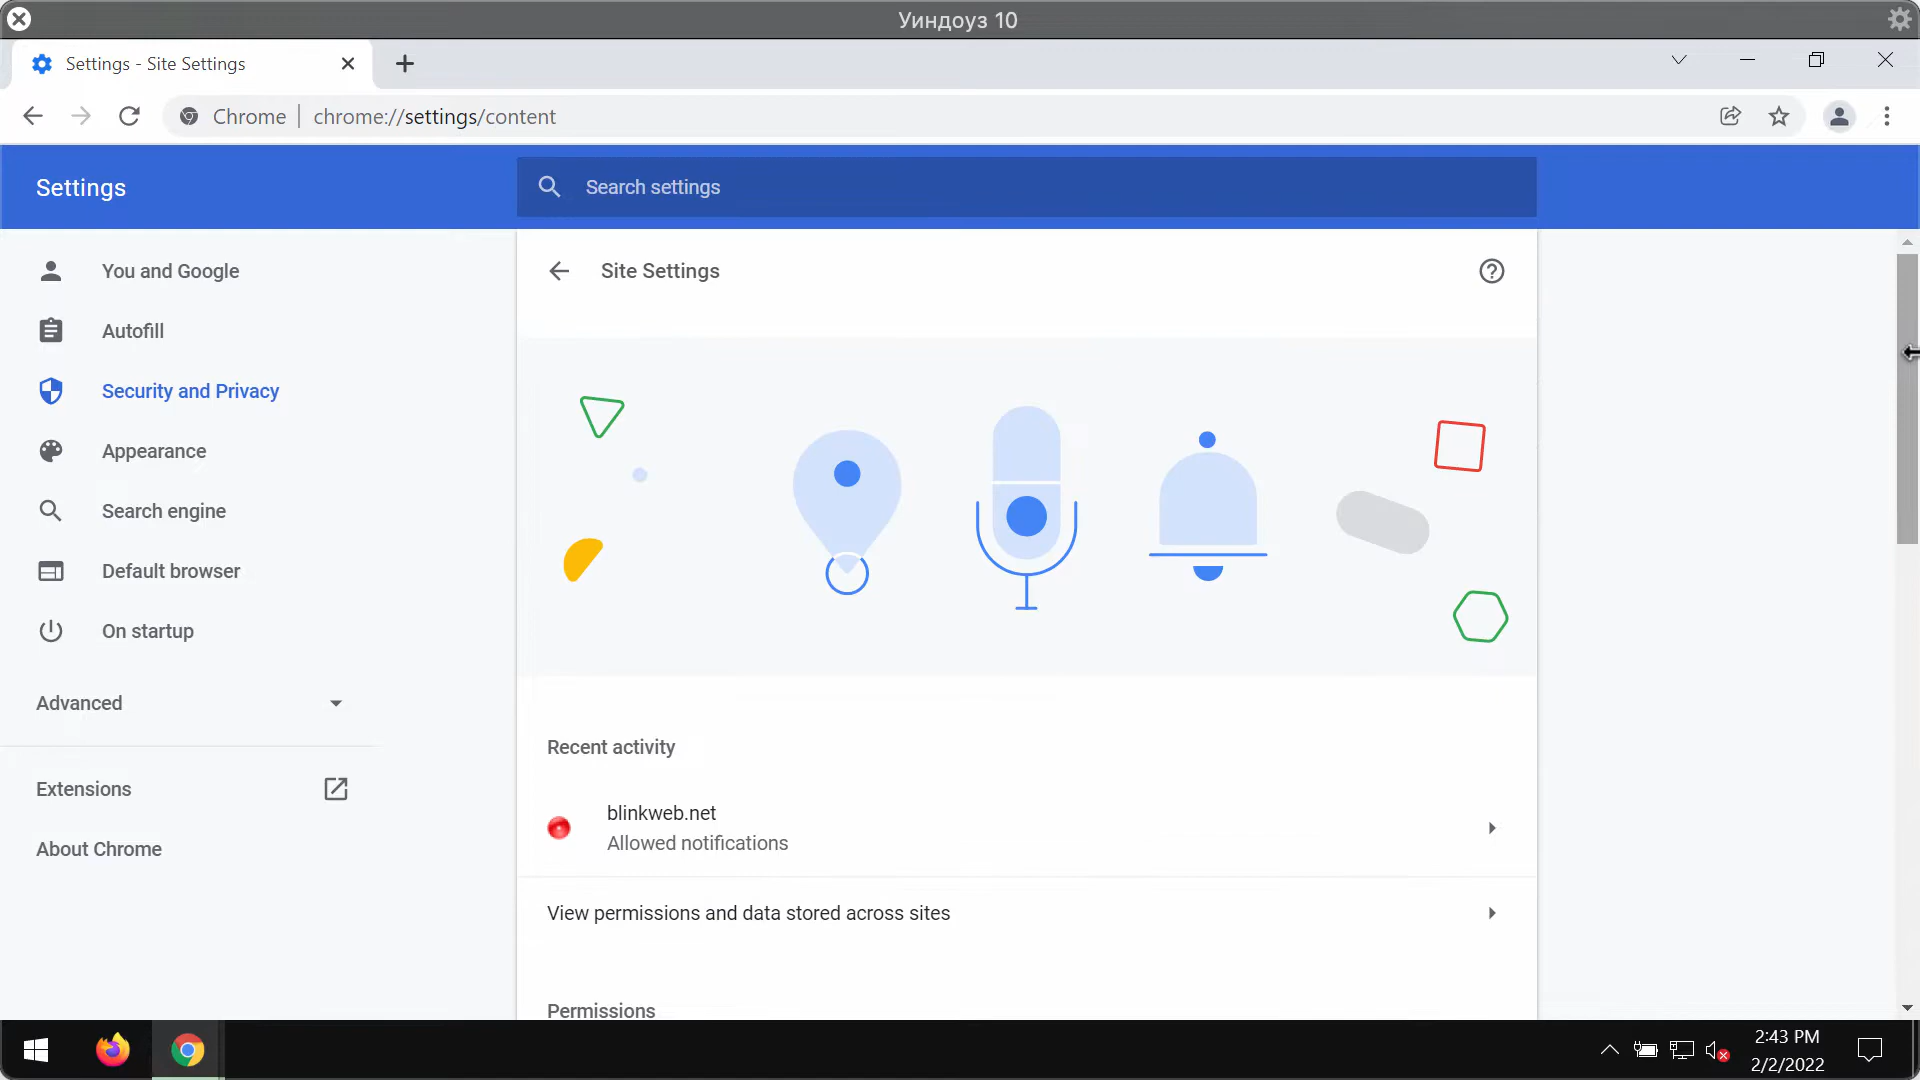 Уиндоуз 10
Settings - Site Settings
Chrome | chrome://settings/content
Settings
Search settings
You and Google
Autofill
Security and Privacy
Appearance
Search engine
Default browser
On startup
Advanced
Extensions
About Chrome
Site Settings
Recent activity
blinkweb.net
Allowed notifications
View permissions and data stored across sites
Permissions
2:43 PM
2/2/2022